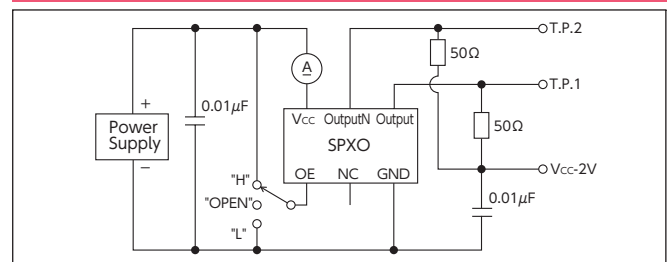 T.P.2
50Ω
A
T.P.1
+
0.01μF
Vcc OutputN Output
50Ω
Power
Supply
SPXO
−
OE NC GND
Vcc-2V
"H"
"OPEN"
0.01μF
"L"